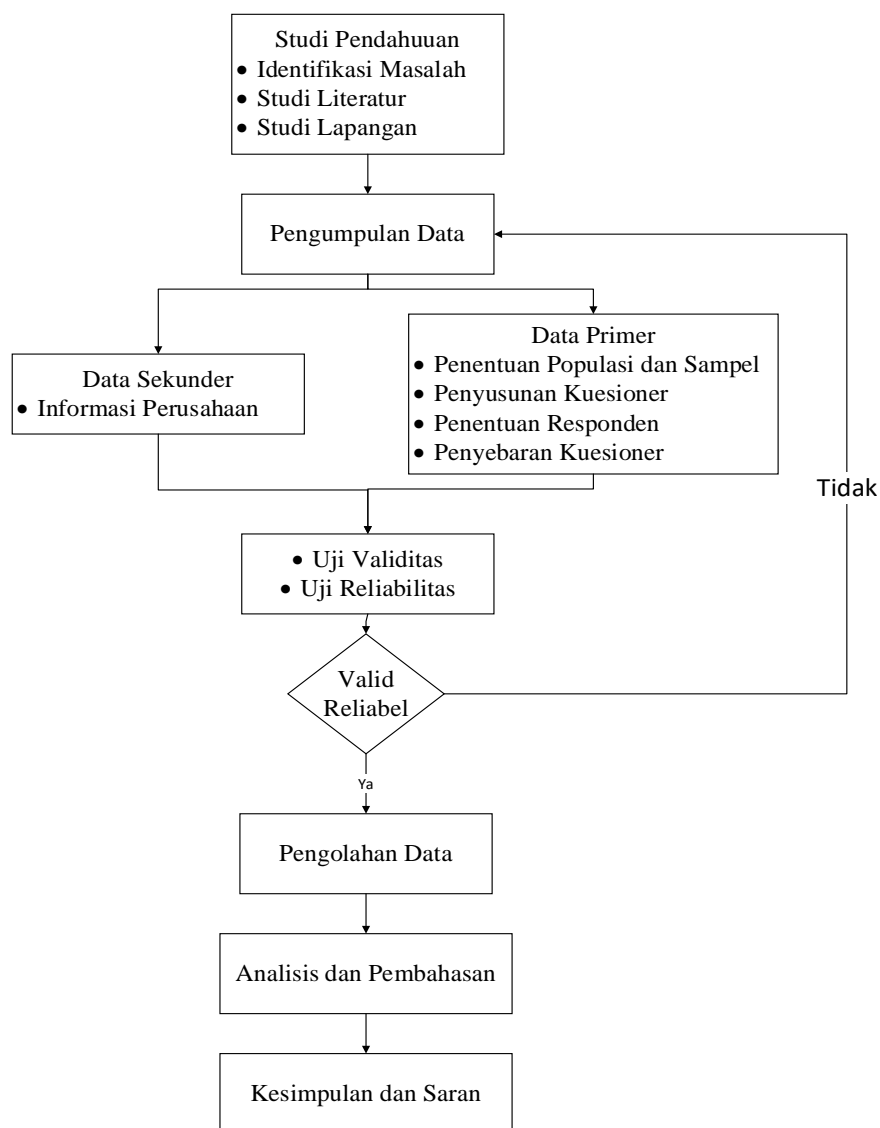 Studi Pendahuuan
• Identifikasi Masalah
• Studi Literatur
• Studi Lapangan
Pengumpulan Data
Data Sekunder
• Informasi Perusahaan
Data Primer
• Penentuan Populasi dan Sampel
• Penyusunan Kuesioner
• Penentuan Responden
• Penyebaran Kuesioner
Tidak
• Uji Validitas
• Uji Reliabilitas
Valid
Reliabel
Ya
Pengolahan Data
Analisis dan Pembahasan
Kesimpulan dan Saran